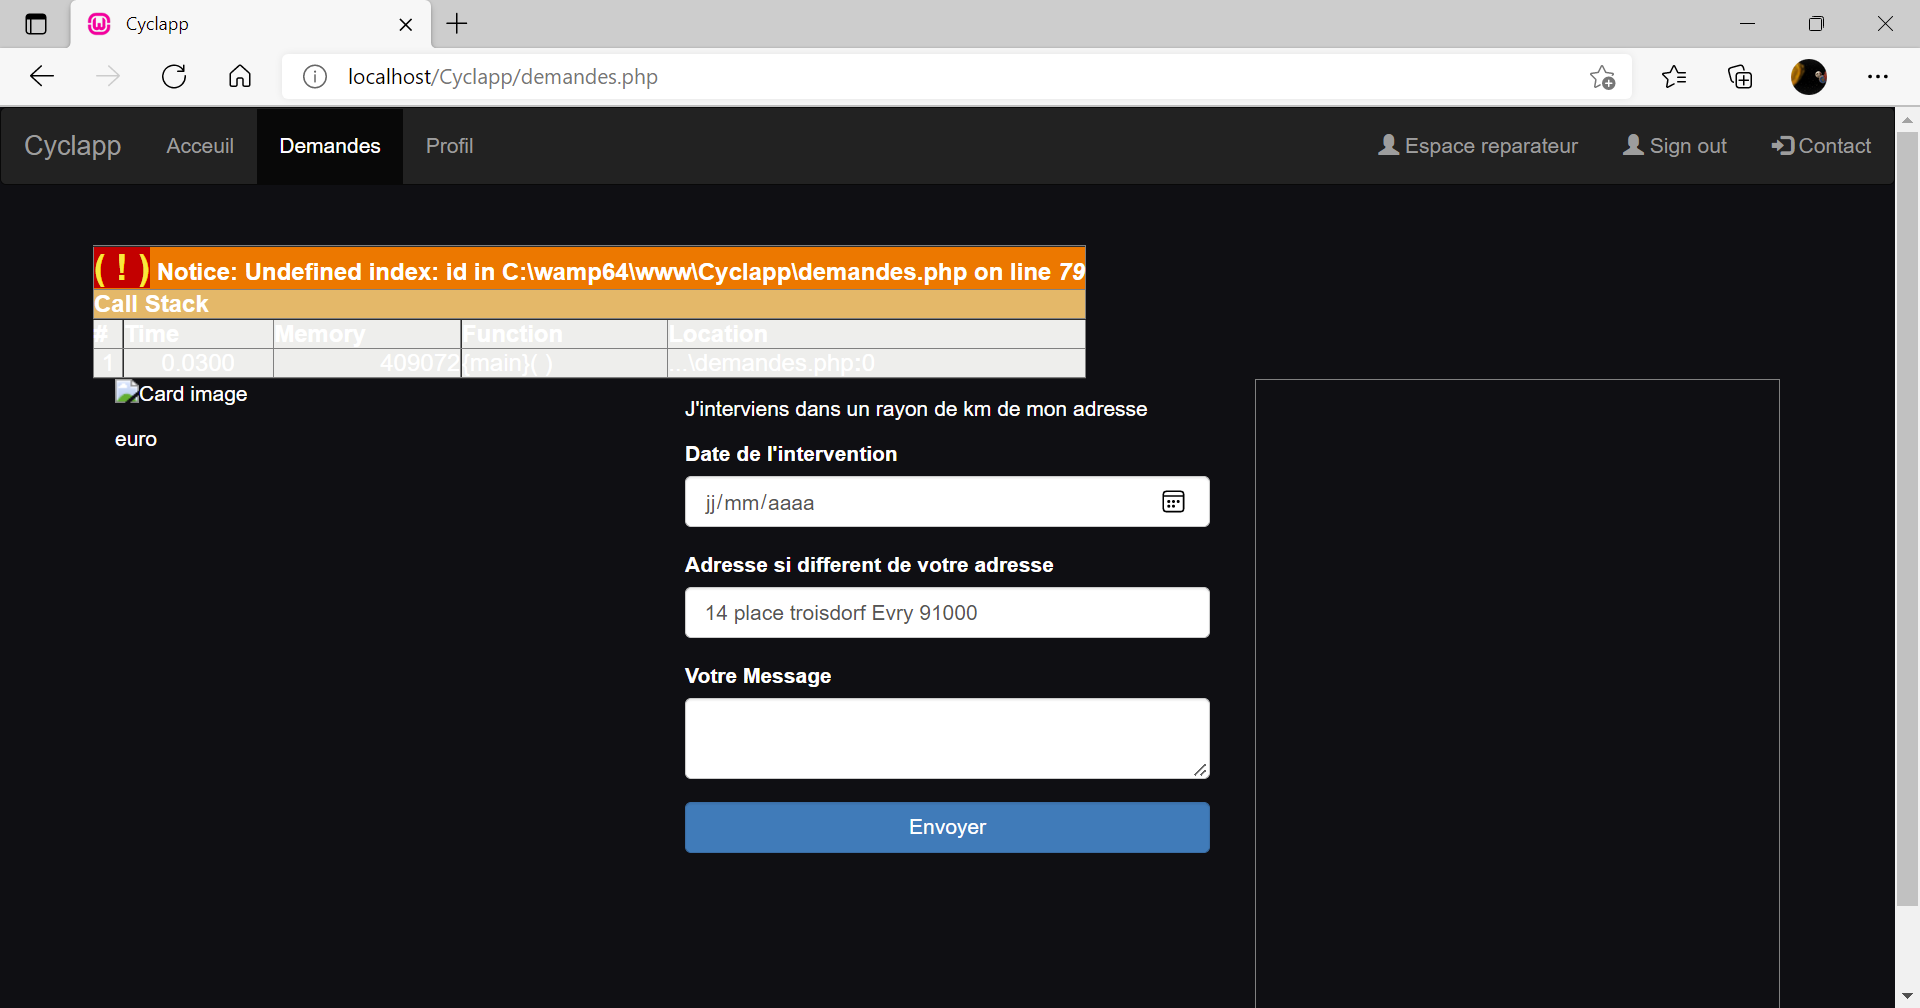 Cyclapp
localhost/Cyclapp/demandes.php
Cyclapp Acceuil Demandes Profil Espace reparateur Sign out Contact
( ! ) Notice: Undefined index: id in C:\wamp64\www\Cyclapp\demandes.php on line 79
Call Stack
# Time Memory Function Location
1 0.0300 409072 {main}( ) ...\demandes.php:0
Card image
euro
J'interviens dans un rayon de km de mon adresse
Date de l'intervention
jj/mm/aaaa
Adresse si different de votre adresse
14 place troisdorf Evry 91000
Votre Message
Envoyer